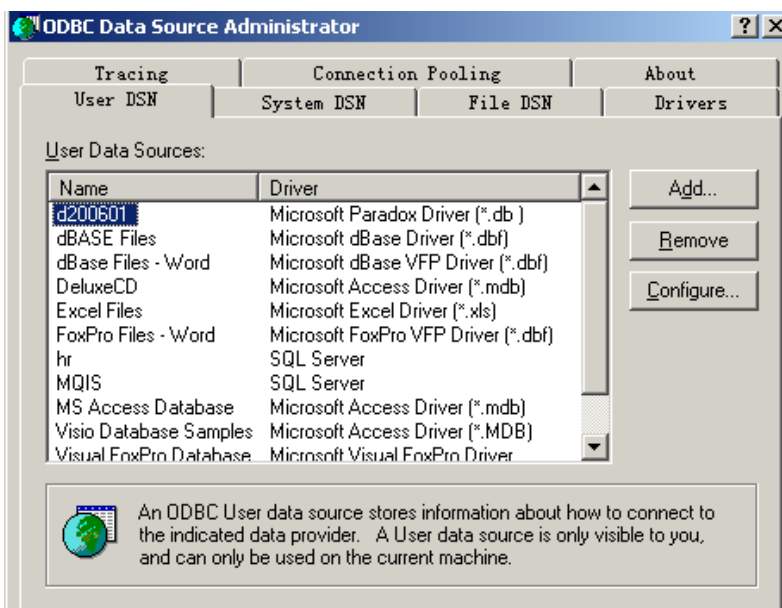 ODBC Data Source Administrator
Tracing Connection Pooling About
User DSN System DSN File DSN Drivers
User Data Sources:
Name Driver
d200601 Microsoft Paradox Driver (*.db )
dBASE Files Microsoft dBase Driver (*.dbf)
dBase Files - Word Microsoft dBase VFP Driver (*.dbf)
DeluxeCD Microsoft Access Driver (*.mdb)
Excel Files Microsoft Excel Driver (*.xls)
FoxPro Files - Word Microsoft FoxPro VFP Driver (*.dbf)
hr SQL Server
MQIS SQL Server
MS Access Database Microsoft Access Driver (*.mdb)
Visio Database Samples Microsoft Access Driver (*.MDB)
Visual FoxPro Database Microsoft Visual FoxPro Driver
Add...
Remove
Configure...
An ODBC User data source stores information about how to connect to
the indicated data provider. A User data source is only visible to you,
and can only be used on the current machine.